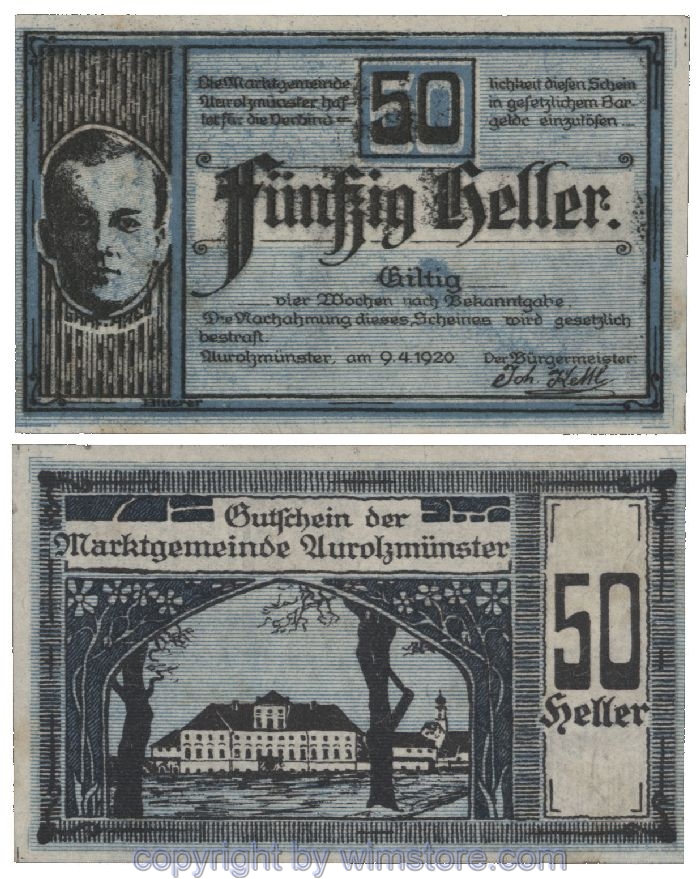 Die Marktgemeinde
Aurolzmünster haf-
tet für die Verbind=
50
lichkeit diesen Schein
in gesetzlichem Bar-
gelde einzulösen
Fünfzig Heller.
Giltig
vier Wochen nach Bekanntgabe.
Die Nachahmung dieses Scheines wird gesetzlich
bestraft.
Aurolzmünster, am 9.4.1920
Der Bürgermeister:
Gutschein der
Marktgemeinde Aurolzmünster
50
Heller
copyright by wimstore.com